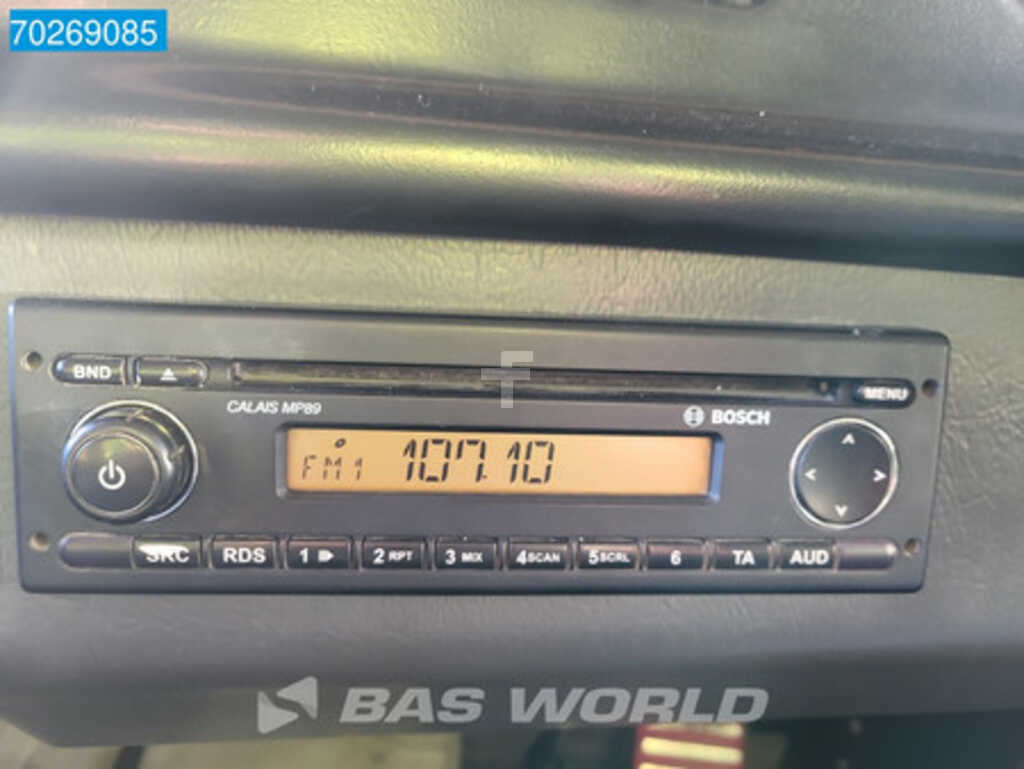 70269085
BND
MENU
CALAIS MP89
BOSCH
FM1 107.10
SRC RDS 1 2 RPT 3 MIX 4 SCAN 5 SCRL 6 TA AUD
BAS WORLD